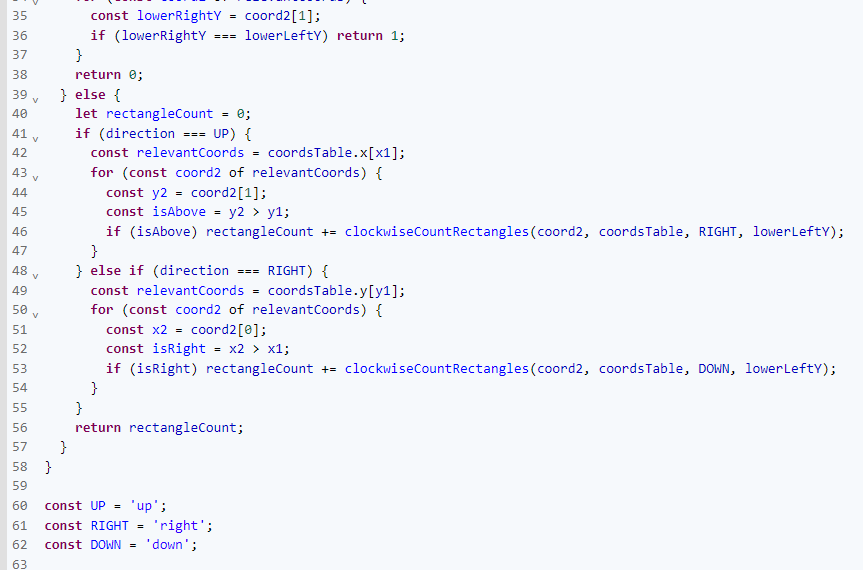 35 const lowerRightY = coord2[1];
36 if (lowerRightY === lowerLeftY) return 1;
37 }
38 return 0;
39 } else {
40 let rectangleCount = 0;
41 if (direction === UP) {
42 const relevantCoords = coordsTable.x[x1];
43 for (const coord2 of relevantCoords) {
44 const y2 = coord2[1];
45 const isAbove = y2 > y1;
46 if (isAbove) rectangleCount += clockwiseCountRectangles(coord2, coordsTable, RIGHT, lowerLeftY);
47 }
48 } else if (direction === RIGHT) {
49 const relevantCoords = coordsTable.y[y1];
50 for (const coord2 of relevantCoords) {
51 const x2 = coord2[0];
52 const isRight = x2 > x1;
53 if (isRight) rectangleCount += clockwiseCountRectangles(coord2, coordsTable, DOWN, lowerLeftY);
54 }
55 }
56 return rectangleCount;
57 }
58 }
59
60 const UP = 'up';
61 const RIGHT = 'right';
62 const DOWN = 'down';
63